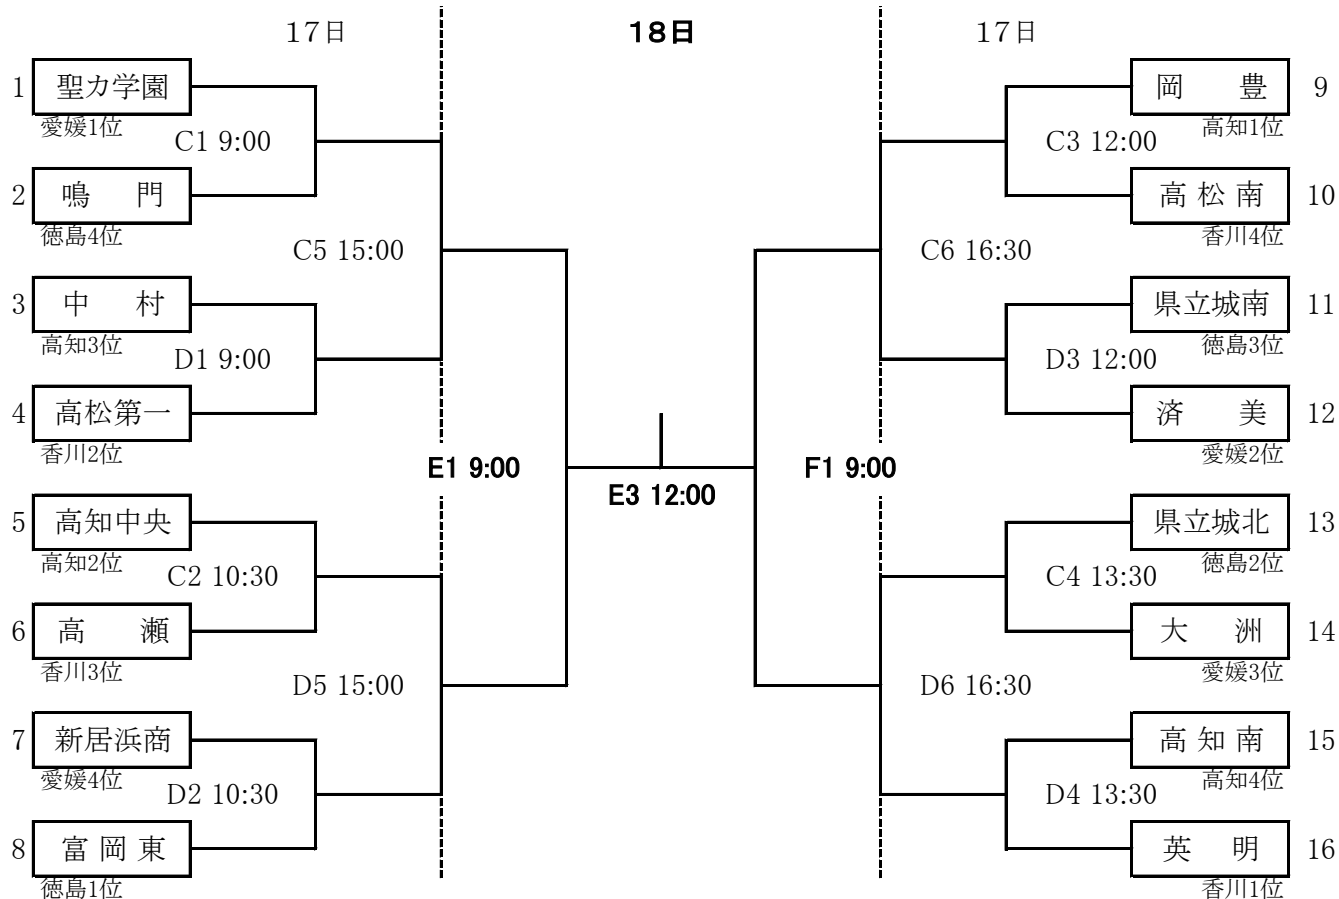 17日
18日
17日
1 聖カ学園
愛媛1位
C1 9:00
2 鳴 門
徳島4位
C5 15:00
3 中 村
高知3位
D1 9:00
4 高松第一
香川2位
E1 9:00
5 高知中央
高知2位
C2 10:30
6 高 瀬
香川3位
D5 15:00
7 新居浜商
愛媛4位
D2 10:30
8 富岡東
徳島1位
E3 12:00
岡 豊 9
高知1位
C3 12:00
高松南 10
香川4位
C6 16:30
県立城南 11
徳島3位
D3 12:00
済 美 12
愛媛2位
F1 9:00
県立城北 13
徳島2位
C4 13:30
大 洲 14
愛媛3位
D6 16:30
高知南 15
高知4位
D4 13:30
英 明 16
香川1位